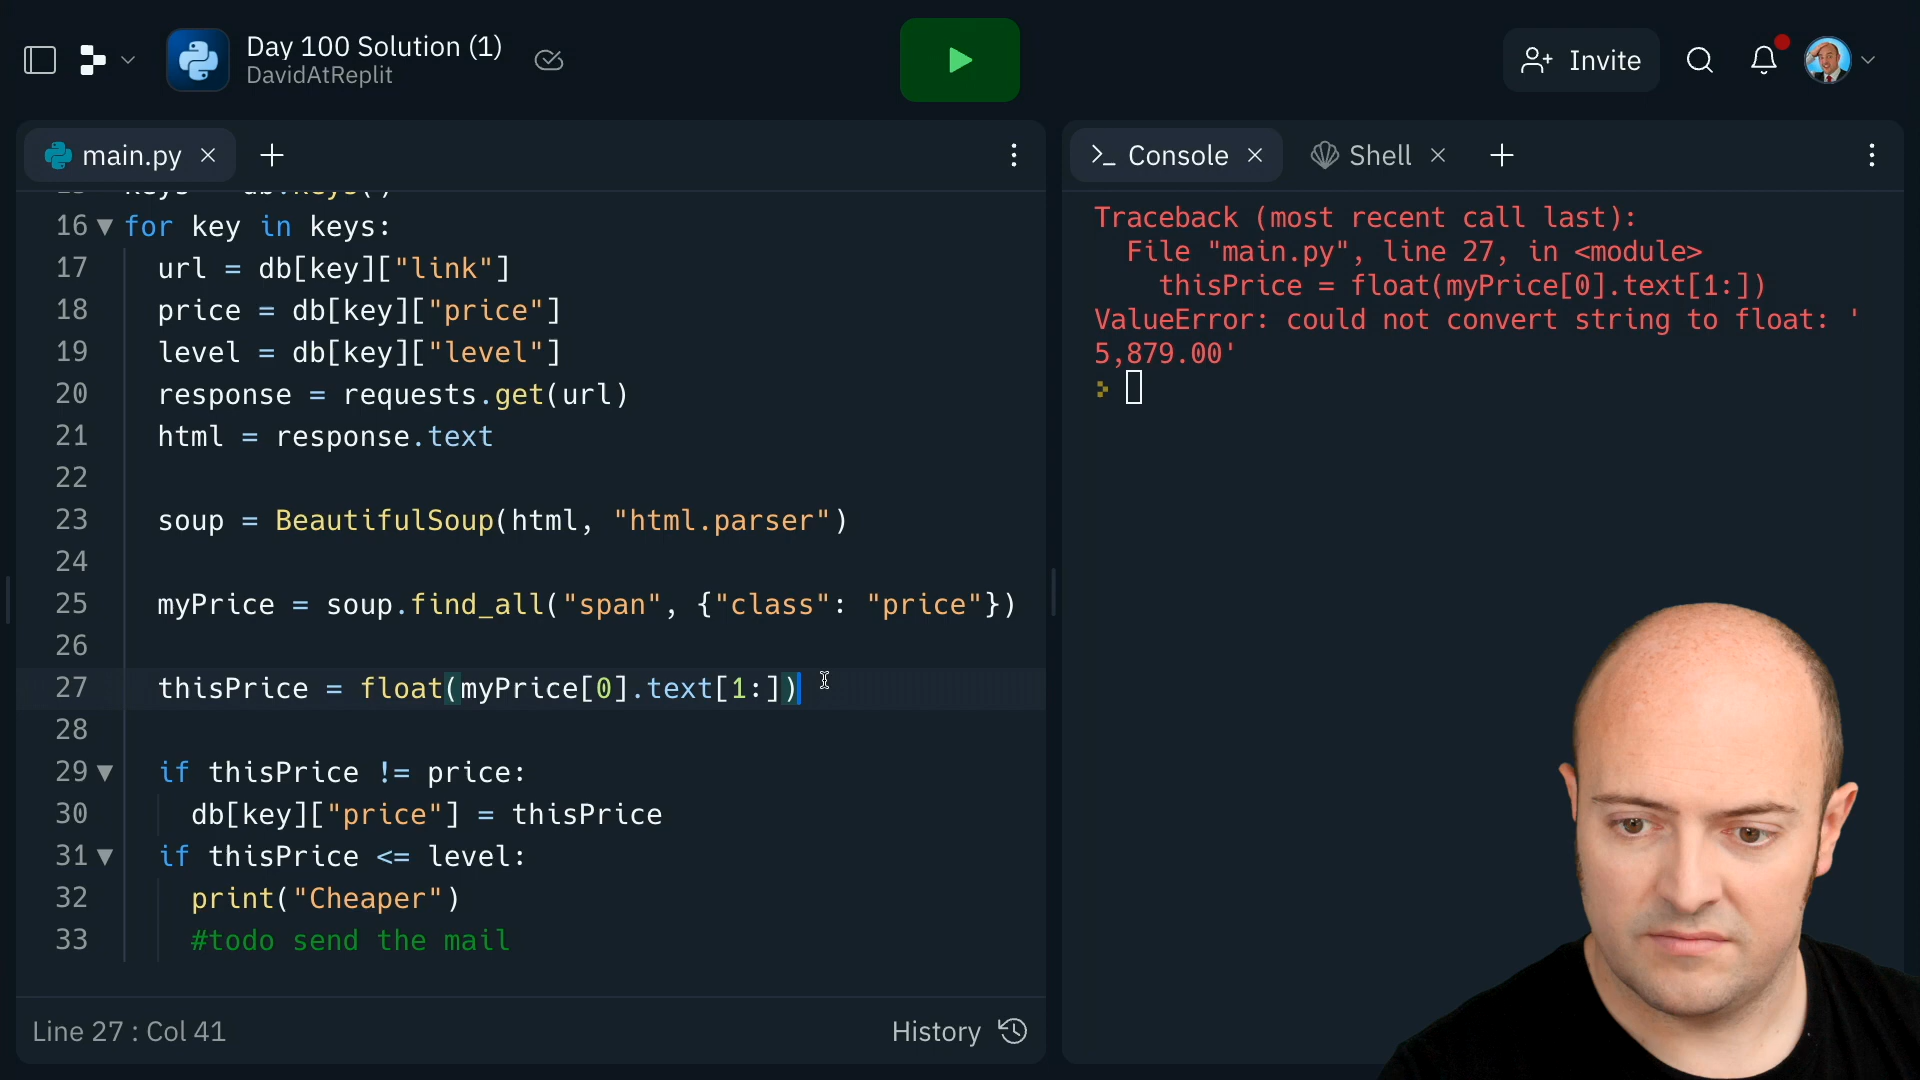 Day 100 Solution (1)
DavidAtReplit
Invite
main.py
Console
Shell
16 for key in keys:
17 url = db[key]["link"]
18 price = db[key]["price"]
19 level = db[key]["level"]
20 response = requests.get(url)
21 html = response.text
22
23 soup = BeautifulSoup(html, "html.parser")
24
25 myPrice = soup.find_all("span", {"class": "price"})
26
27 thisPrice = float(myPrice[0].text[1:])
28
29 if thisPrice != price:
30 db[key]["price"] = thisPrice
31 if thisPrice <= level:
32 print("Cheaper")
33 #todo send the mail
Line 27 : Col 41
History
Traceback (most recent call last):
File "main.py", line 27, in <module>
thisPrice = float(myPrice[0].text[1:])
ValueError: could not convert string to float: '
5,879.00'